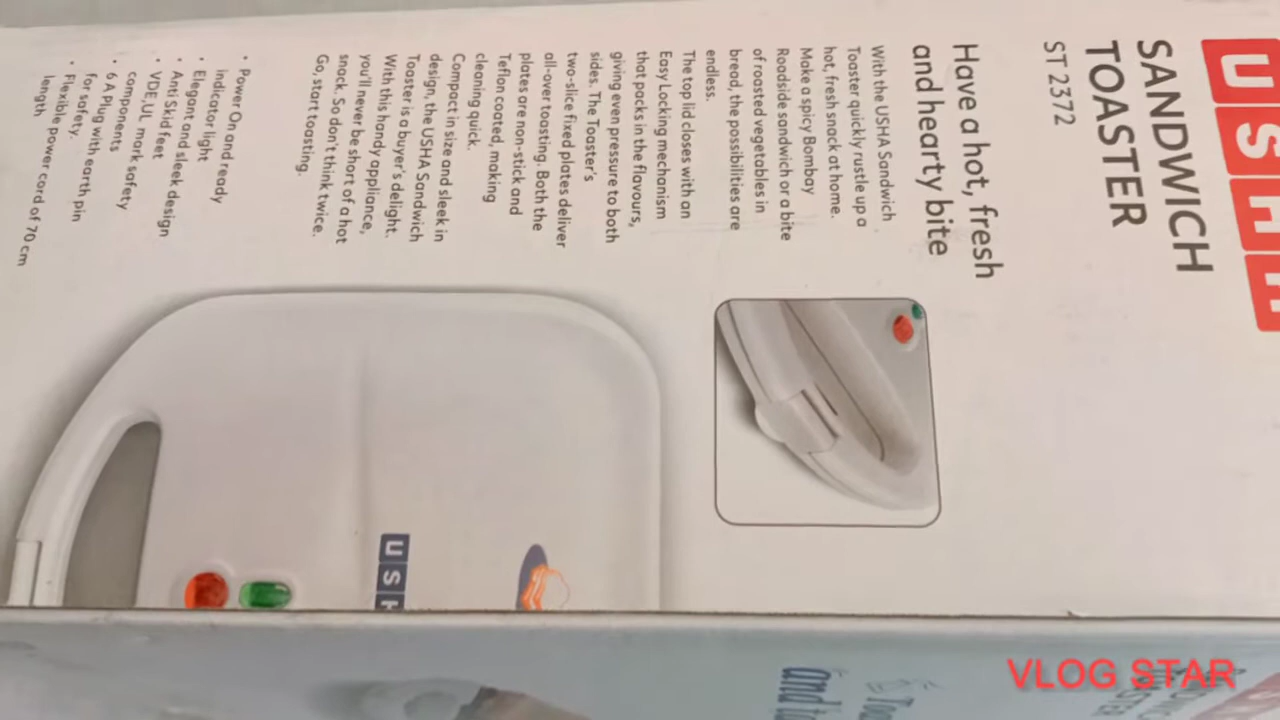 USHA
SANDWICH
TOASTER
ST 2372
Have a hot, fresh
and hearty bite
With the USHA Sandwich
Toaster quickly rustle up a
hot, fresh snack at home.
Make a spicy Bombay
Roadside sandwich or a bite
of roasted vegetables in
bread, the possibilities are
endless.
The top lid closes with an
Easy Locking mechanism
that packs in the flavours,
giving even pressure to both
sides. The Toaster's
two-slice fixed plates deliver
all-over toasting. Both the
plates are non-stick and
Teflon coated, making
cleaning quick.
Compact in size and sleek in
design, the USHA Sandwich
Toaster is a buyer's delight.
With this handy appliance,
you'll never be short of a hot
snack. So don't think twice.
Go, start toasting.
• Power On and ready
indicator light
• Elegant and sleek design
• Anti Skid feet
• VDE,UL mark safety
components
• 6 A Plug with earth pin
for safety.
• Flexible power cord of 70 cm
length
USH
and to
VLOG STAR